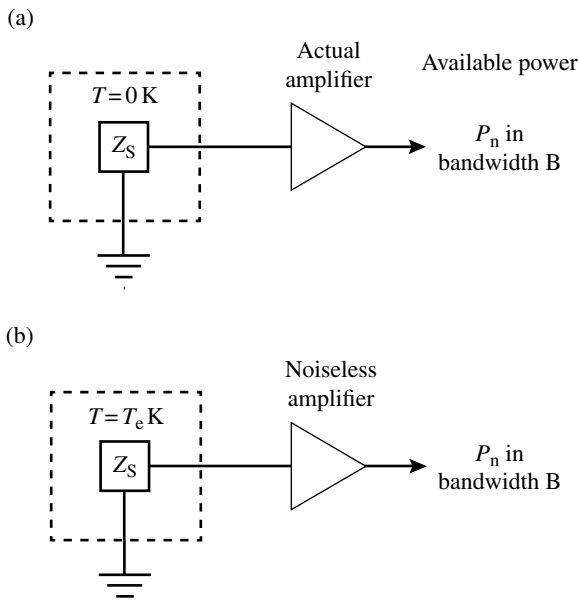 (a)
Actual
amplifier
Available power
T = 0 K
Z_S
P_n in
bandwidth B
(b)
Noiseless
amplifier
T = T_e K
Z_S
P_n in
bandwidth B